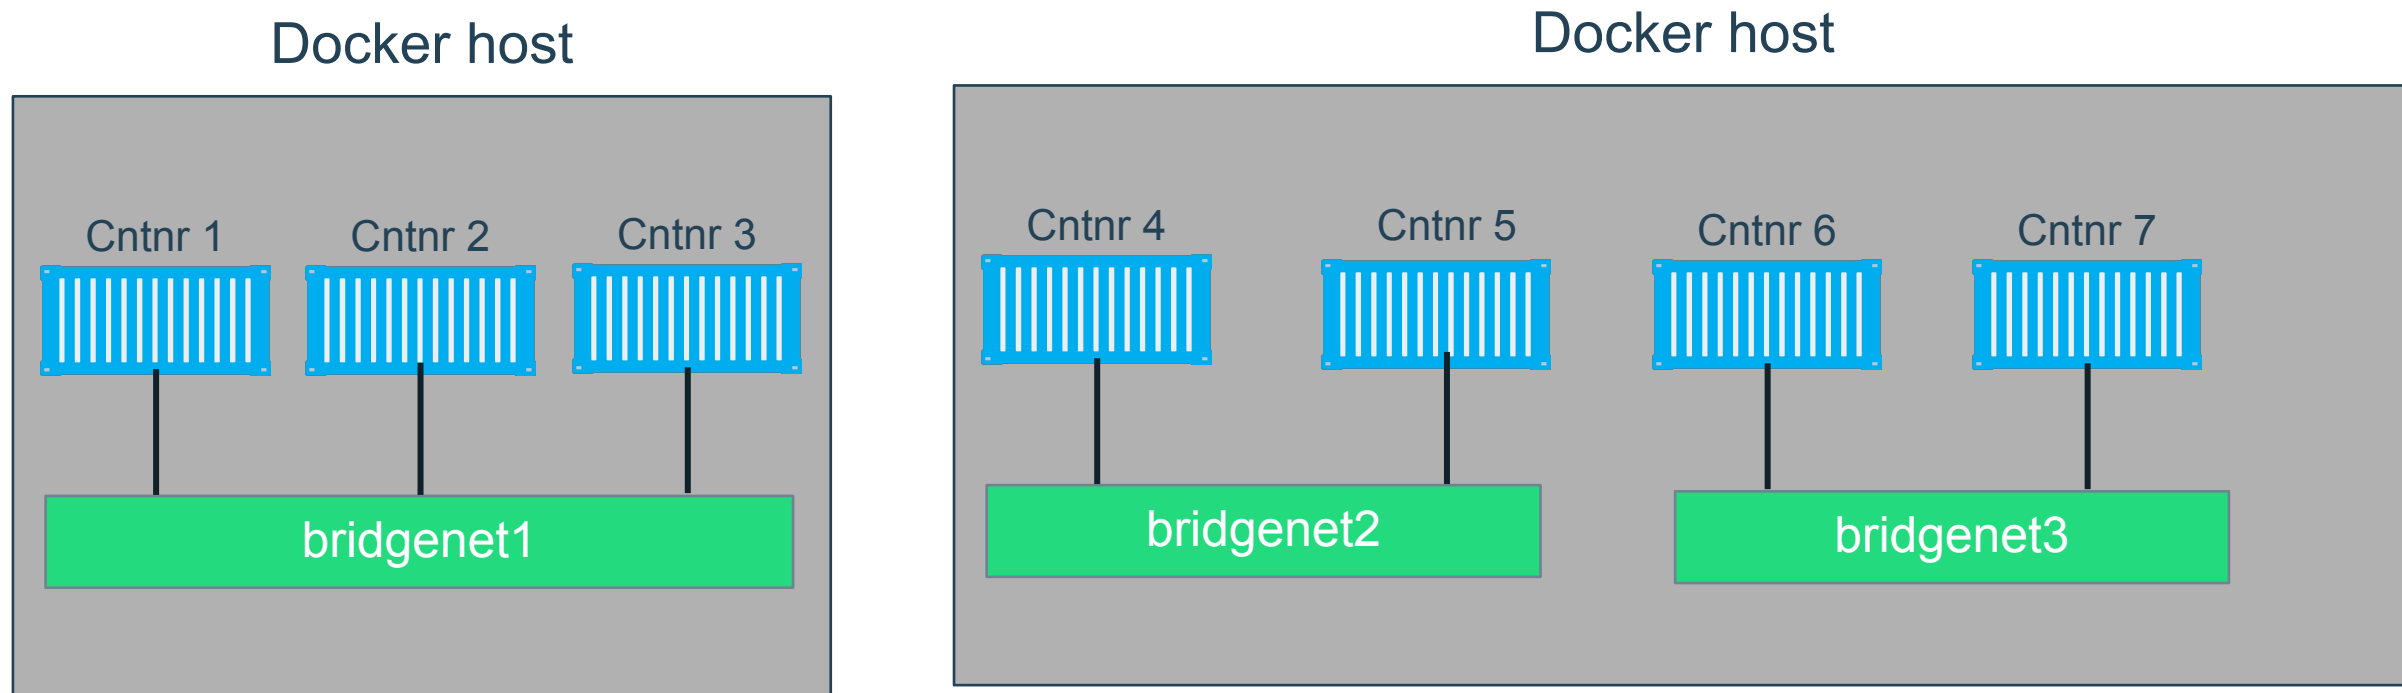 Docker host
Cntnr 1
Cntnr 2
Cntnr 3
bridgenet1
Docker host
Cntnr 4
Cntnr 5
Cntnr 6
Cntnr 7
bridgenet2
bridgenet3